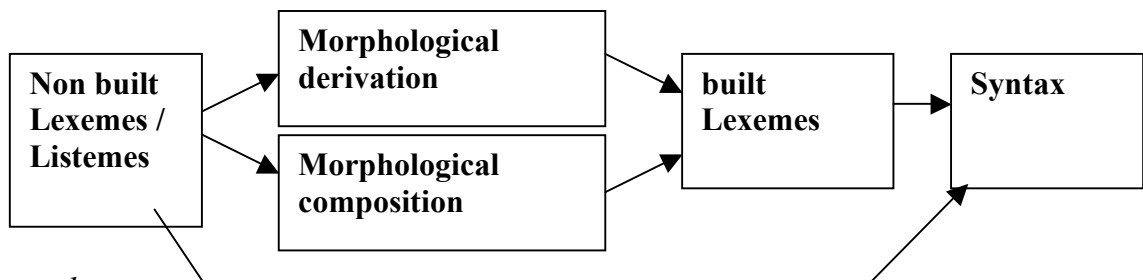 Non built
Lexemes /
Listemes
Morphological
derivation
Morphological
composition
built
Lexemes
Syntax